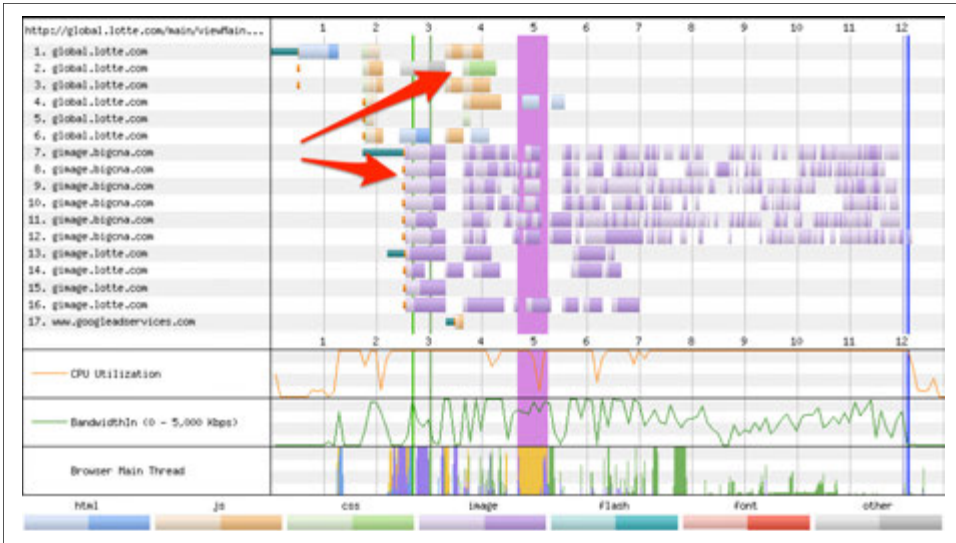 http://global.lotte.com/main/viewMain...
1 2 3 4 5 6 7 8 9 10 11 12
1. global.lotte.com
2. global.lotte.com
3. global.lotte.com
4. global.lotte.com
5. global.lotte.com
6. global.lotte.com
7. gimage.bigcna.com
8. gimage.bigcna.com
9. gimage.bigcna.com
10. gimage.bigcna.com
11. gimage.bigcna.com
12. gimage.bigcna.com
13. gimage.lotte.com
14. gimage.lotte.com
15. gimage.lotte.com
16. gimage.lotte.com
17. www.googleadservices.com
1 2 3 4 5 6 7 8 9 10 11 12
CPU Utilization
BandwidthIn (0 - 5,000 Kbps)
Browser Main Thread
html js css image flash font other